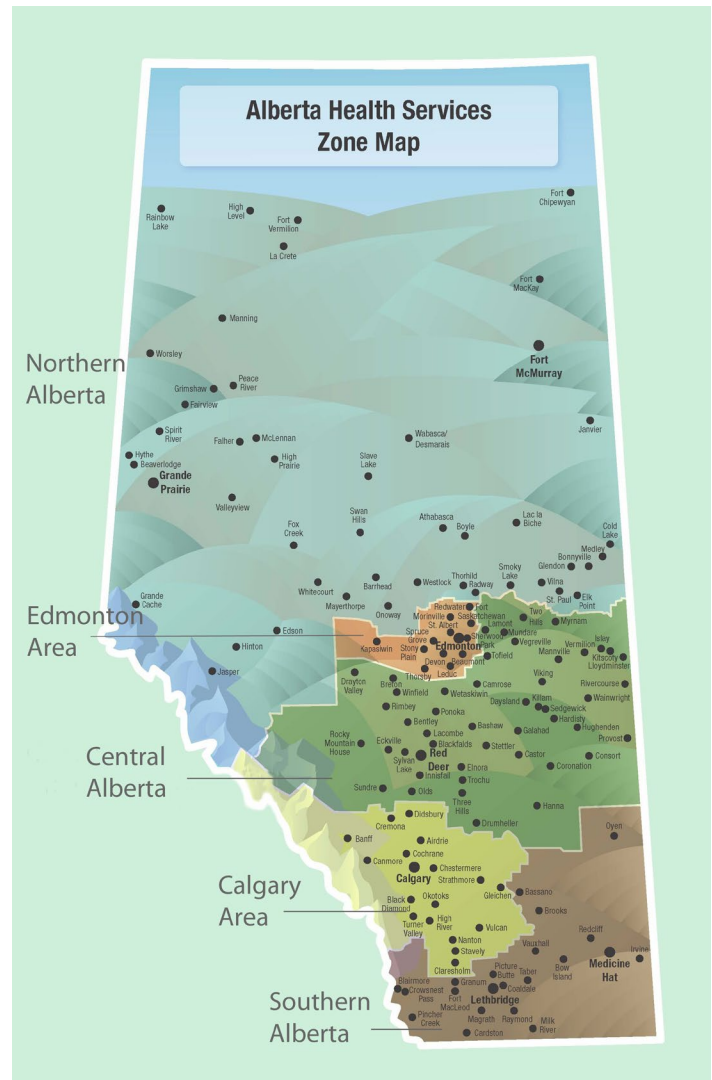 Alberta Health Services
Zone Map
Fort
Chipewyan
Rainbow
Lake
High
Level
Fort
Vermilion
La Crete
Fort
MacKay
Manning
Northern
Alberta
Worsley
Fort
McMurray
Peace
River
Grimshaw
Fairview
Janvier
Spirit
River
Falher
McLennan
Wabasca/
Desmarais
Hythe
Beaverlodge
High
Prairie
Slave
Lake
Grande
Prairie
Valleyview
Fox
Creek
Swan
Hills
Athabasca
Boyle
Lac la
Biche
Cold
Lake
Medley
Bonnyville
Glendon
Whitecourt
Barrhead
Mayerthorpe
Westlock
Thorhild
Radway
Smoky
Lake
Vilna
St. Paul
Elk
Point
Grande
Cache
Onoway
Edmonton
Area
Edson
Hinton
Jasper
Kapasiwin
Redwater
Fort
Saskatchewan
Morinville
St. Albert
Spruce
Grove
Stony
Plain
Edmonton
Sherwood
Park
Devon
Beaumont
Leduc
Thorsby
Lamont
Mundare
Tofield
Two
Hills
Myrnam
Vegreville
Mannville
Vermilion
Islay
Kitscoty
Lloydminster
Drayton
Valley
Breton
Winfield
Wetaskiwin
Camrose
Viking
Rivercourse
Daysland
Killam
Sedgewick
Wainwright
Rimbey
Ponoka
Hardisty
Hughenden
Provost
Bentley
Bashaw
Galahad
Rocky
Mountain
House
Eckville
Lacombe
Blackfalds
Sylvan
Lake
Red
Deer
Stettler
Castor
Consort
Coronation
Central
Alberta
Innisfail
Elnora
Trochu
Sundre
Olds
Three
Hills
Hanna
Didsbury
Cremona
Drumheller
Oyen
Banff
Airdrie
Cochrane
Canmore
Calgary
Chestermere
Strathmore
Gleichen
Bassano
Calgary
Area
Black
Diamond
Okotoks
Turner
Valley
High
River
Vulcan
Brooks
Nanton
Stavely
Claresholm
Vauxhall
Redcliff
Irvine
Bow
Island
Medicine
Hat
Southern
Alberta
Blairmore
Crowsnest
Pass
Granum
Fort
MacLeod
Picture
Butte
Taber
Coaldale
Lethbridge
Pincher
Creek
Magrath
Raymond
Milk
River
Cardston